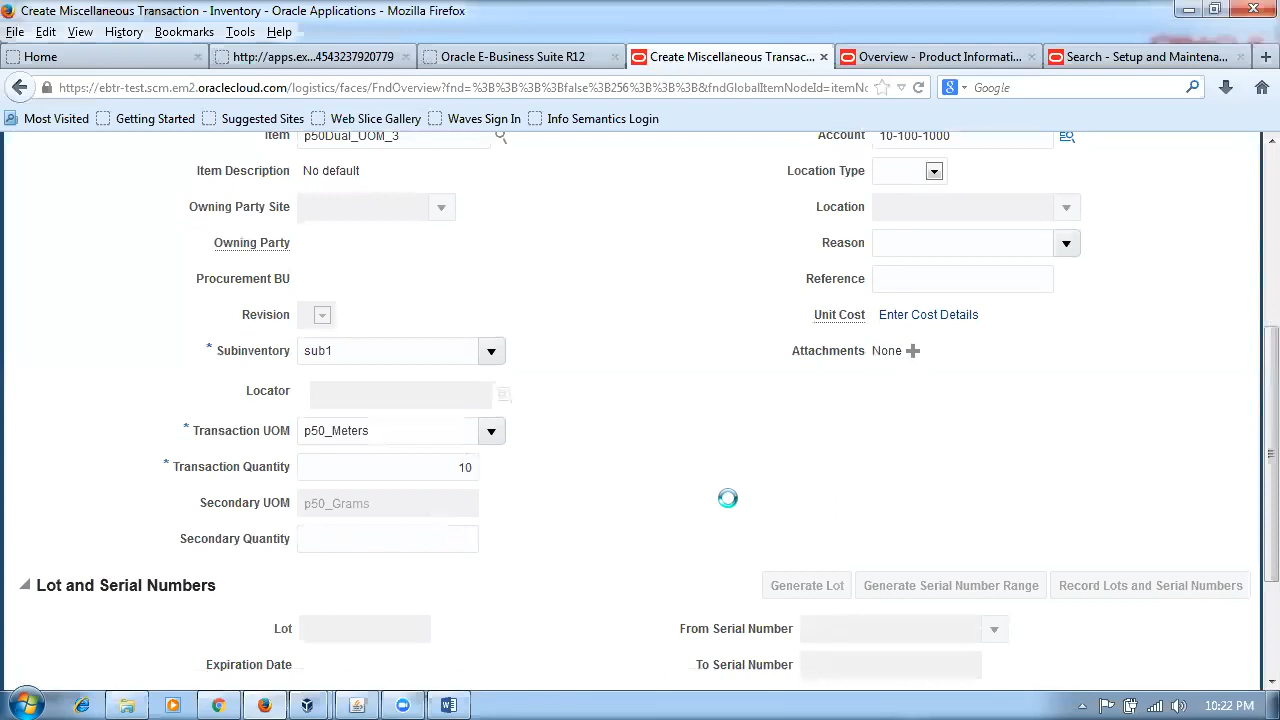 Create Miscellaneous Transaction - Inventory - Oracle Applications - Mozilla Firefox
File Edit View History Bookmarks Tools Help
Home http://apps.ex...4543237920779 Oracle E-Business Suite R12 Create Miscellaneous Transac... Overview - Product Informati... Search - Setup and Maintena...
https://ebtr-test.scm.em2.oraclecloud.com/logistics/faces/FndOverview?fnd=%3B%3B%3B%3Bfalse%3B256%3B%3B%3B&fndGlobalItemNodeId=itemNo Google
Most Visited Getting Started Suggested Sites Web Slice Gallery Waves Sign In Info Semantics Login
Item p50Dual_UOM_3 Account 10-100-1000
Item Description No default Location Type
Owning Party Site Location
Owning Party Reason
Procurement BU Reference
Revision Unit Cost Enter Cost Details
* Subinventory sub1 Attachments None
Locator
* Transaction UOM p50_Meters
* Transaction Quantity 10
Secondary UOM p50_Grams
Secondary Quantity
Lot and Serial Numbers Generate Lot Generate Serial Number Range Record Lots and Serial Numbers
Lot From Serial Number
Expiration Date To Serial Number
10:22 PM